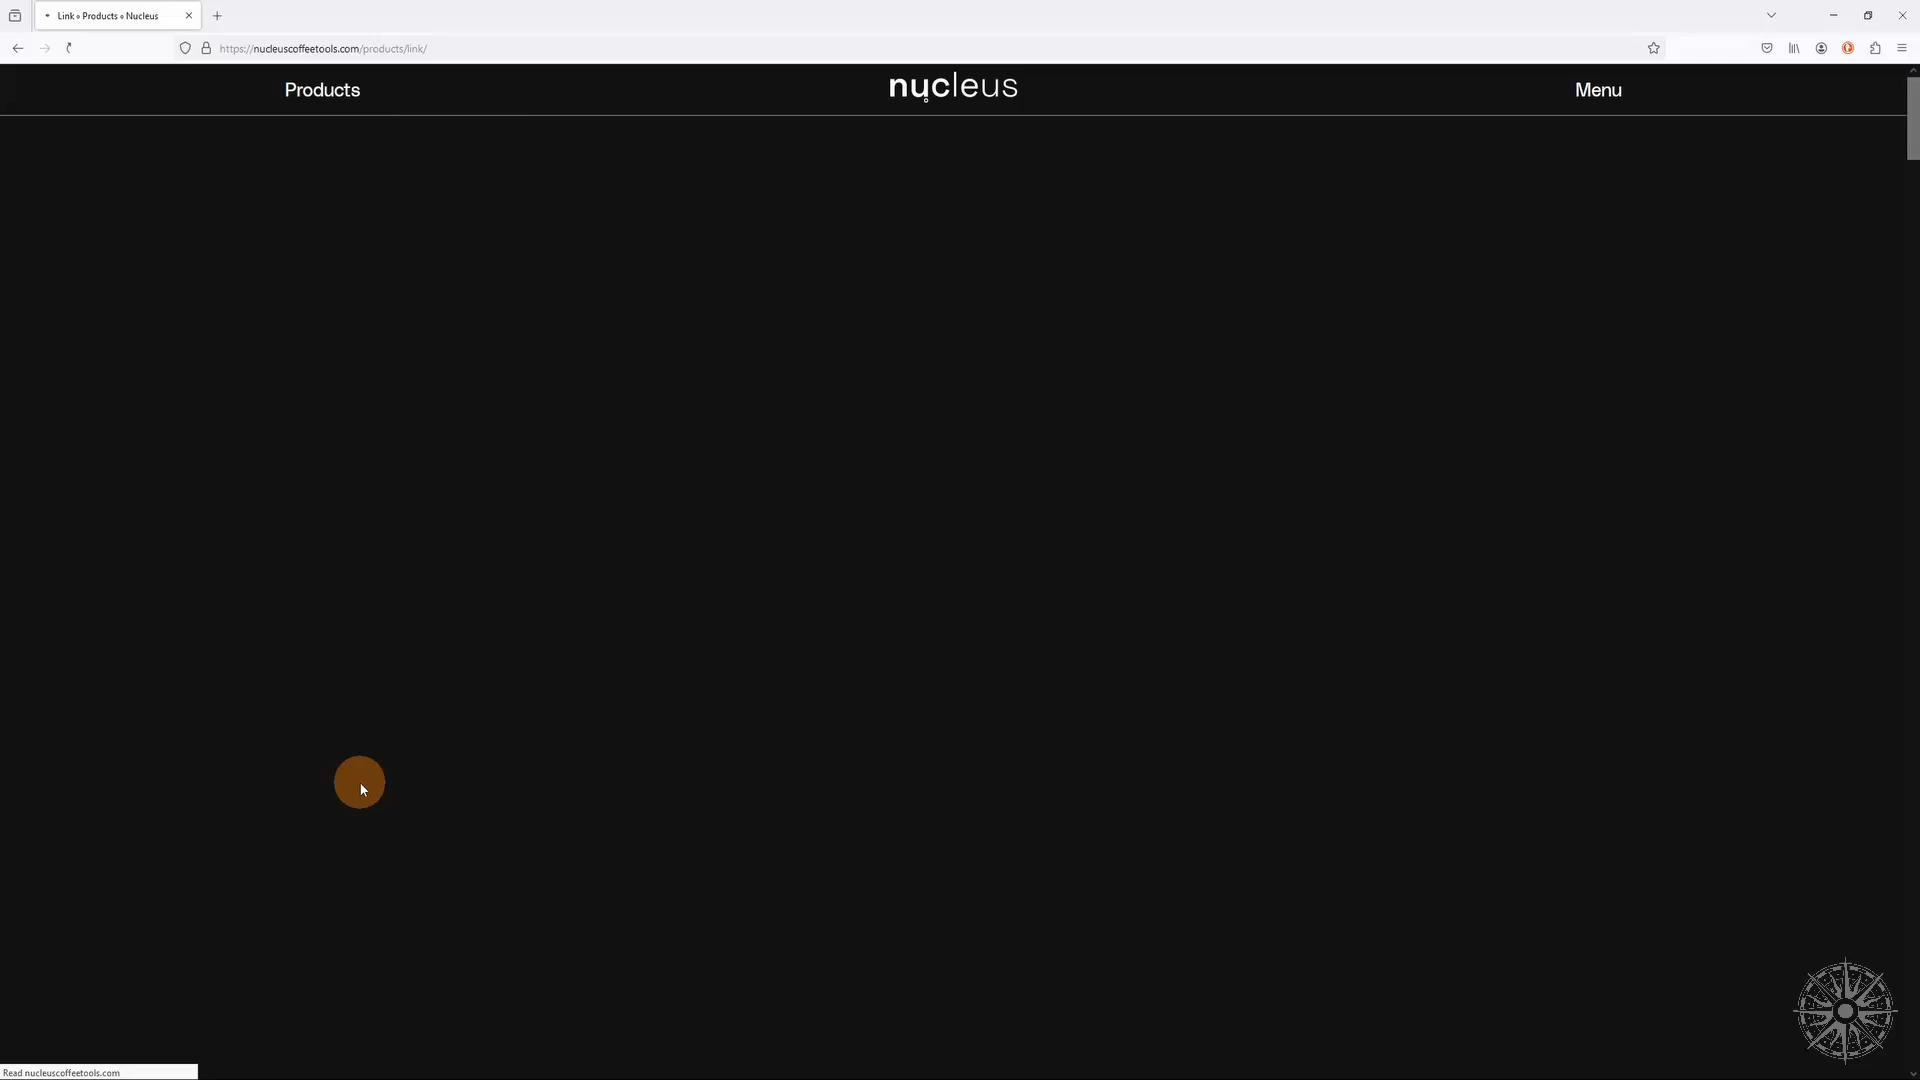 Link ∘ Products ∘ Nucleus
https://nucleuscoffeetools.com/products/link/
Products
nucleus
Menu
Read nucleuscoffeetools.com